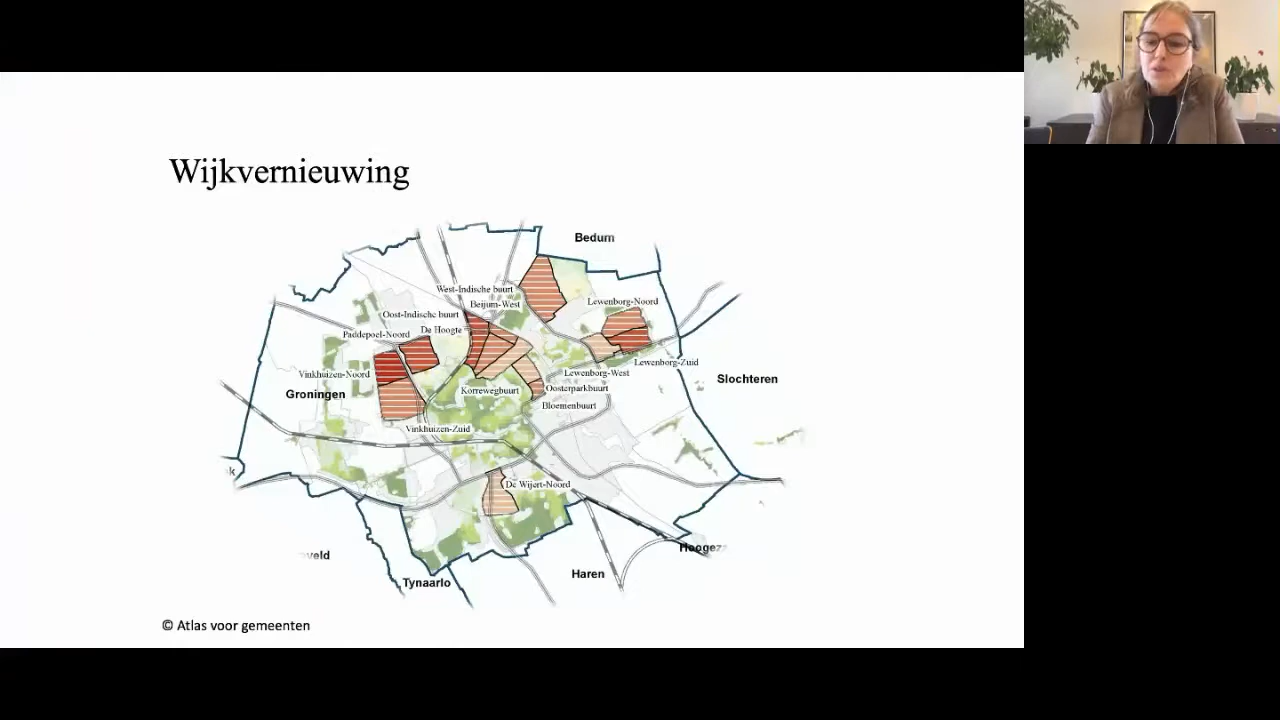 Wijkvernieuwing
Bedum
West-Indische buurt
Beijum-West
Lewenborg-Noord
Oost-Indische buurt
De Hoogte
Paddepoel-Noord
Lewenborg-Zuid
Vinkhuizen-Noord
Lewenborg-West
Slochteren
Groningen
Korrewegbuurt
Oosterparkbuurt
Bloemenbuurt
Vinkhuizen-Zuid
k
De Wijert-Noord
Hoogez
veld
Haren
Tynaarlo
© Atlas voor gemeenten